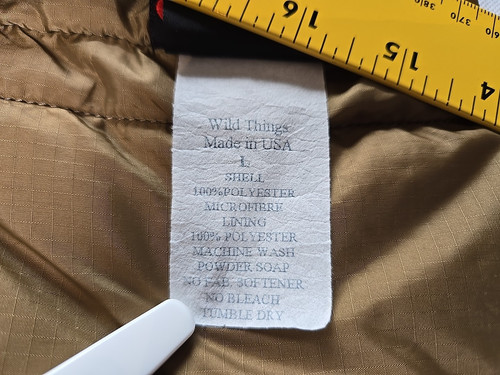 Wild Things
Made in USA
L
SHELL
100%POLYESTER
MICROFIBRE
LINING
100% POLYESTER
MACHINE WASH
POWDER SOAP
NO FAB. SOFTENER
NO BLEACH
TUMBLE DRY
16
15
4